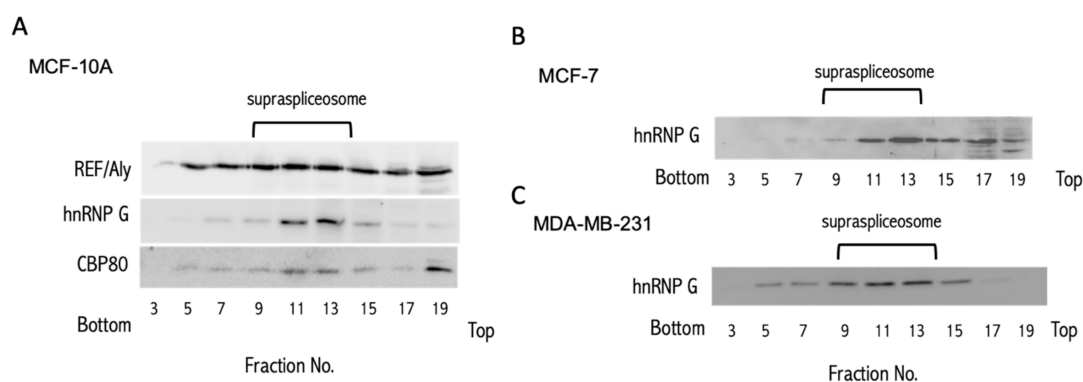 A
MCF-10A
supraspliceosome
REF/Aly
hnRNP G
CBP80
3 5 7 9 11 13 15 17 19
Bottom
Top
Fraction No.
B
MCF-7
supraspliceosome
hnRNP G
Bottom 3 5 7 9 11 13 15 17 19 Top
C
MDA-MB-231
supraspliceosome
hnRNP G
Bottom 3 5 7 9 11 13 15 17 19 Top
Fraction No.